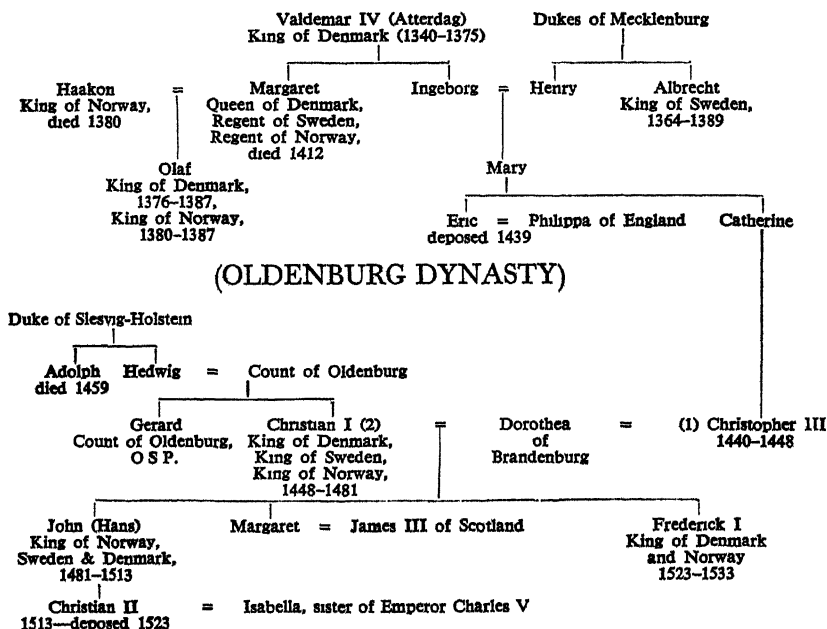 Valdemar IV (Atterdag)
King of Denmark (1340–1375)
Dukes of Mecklenburg
Haakon
King of Norway,
died 1380
=
Margaret
Queen of Denmark,
Regent of Sweden,
Regent of Norway,
died 1412
Ingeborg = Henry
Albrecht
King of Sweden,
1364–1389
Olaf
King of Denmark,
1376–1387,
King of Norway,
1380–1387
Mary
Eric = Philippa of England
deposed 1439
Catherine
(OLDENBURG DYNASTY)
Duke of Slesvig-Holstein
Adolph
died 1459
Hedwig = Count of Oldenburg
Gerard
Count of Oldenburg,
O S P.
Christian I (2)
King of Denmark,
King of Sweden,
King of Norway,
1448–1481
=
Dorothea
of
Brandenburg
=
(1) Christopher III
1440–1448
John (Hans)
King of Norway,
Sweden & Denmark,
1481–1513
Margaret = James III of Scotland
Frederick I
King of Denmark
and Norway
1523–1533
Christian II = Isabella, sister of Emperor Charles V
1513—deposed 1523